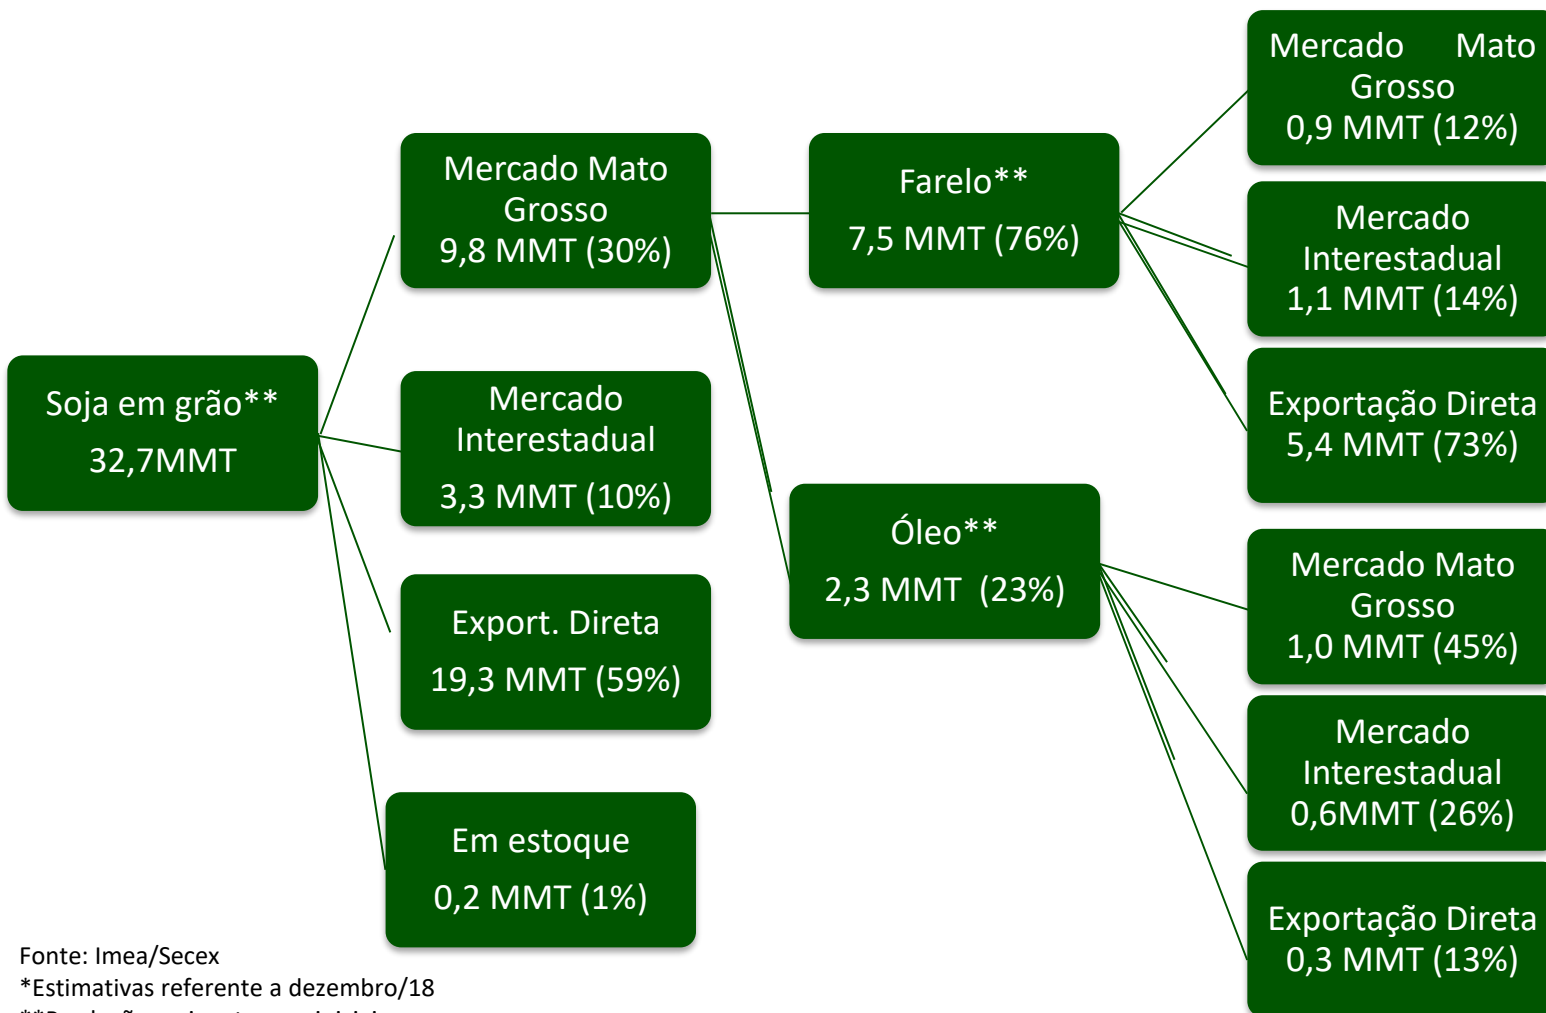 Soja em grão**
32,7MMT
Mercado Mato
Grosso
9,8 MMT (30%)
Mercado
Interestadual
3,3 MMT (10%)
Export. Direta
19,3 MMT (59%)
Em estoque
0,2 MMT (1%)
Farelo**
7,5 MMT (76%)
Óleo**
2,3 MMT (23%)
Mercado Mato
Grosso
0,9 MMT (12%)
Mercado
Interestadual
1,1 MMT (14%)
Exportação Direta
5,4 MMT (73%)
Mercado Mato
Grosso
1,0 MMT (45%)
Mercado
Interestadual
0,6MMT (26%)
Exportação Direta
0,3 MMT (13%)
Fonte: Imea/Secex
*Estimativas referente a dezembro/18